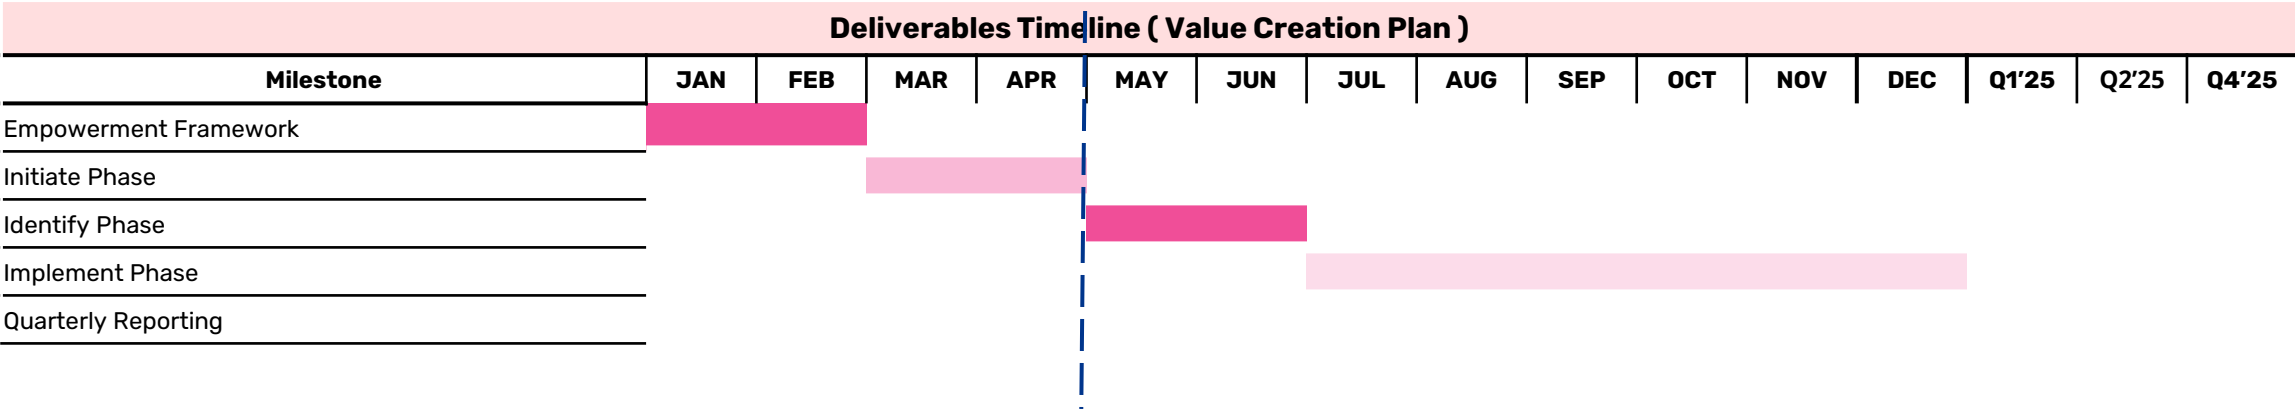 Deliverables Timeline ( Value Creation Plan )
Milestone JAN FEB MAR APR MAY JUN JUL AUG SEP OCT NOV DEC Q1’25 Q2’25 Q4’25
Empowerment Framework
Initiate Phase
Identify Phase
Implement Phase
Quarterly Reporting